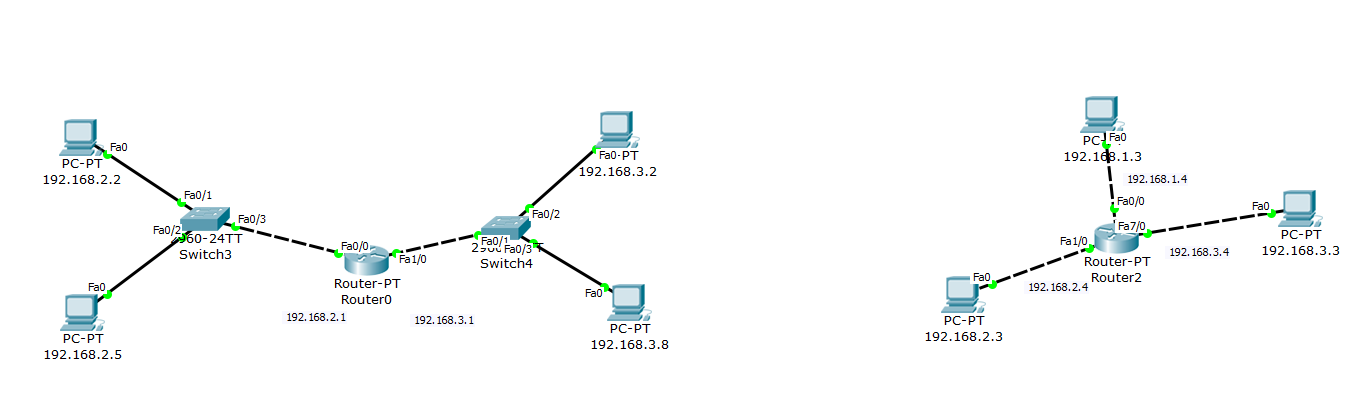 Fa0
PC-PT
192.168.2.2
Fa0/1
Fa0/3
Fa0/2
2960-24TT
Switch3
Fa0
PC-PT
192.168.2.5
Fa0/0
Fa1/0
Router-PT
Router0
192.168.2.1
192.168.3.1
Fa0
PT
192.168.3.2
Fa0/2
Fa0/1
Fa0/3
Switch4
Fa0
PC-PT
192.168.3.8
Fa0
192.168.1.3
192.168.1.4
Fa0/0
Fa7/0
Fa1/0
Router-PT
Router2
192.168.3.4
Fa0
PC-PT
192.168.3.3
192.168.2.4
Fa0
PC-PT
192.168.2.3